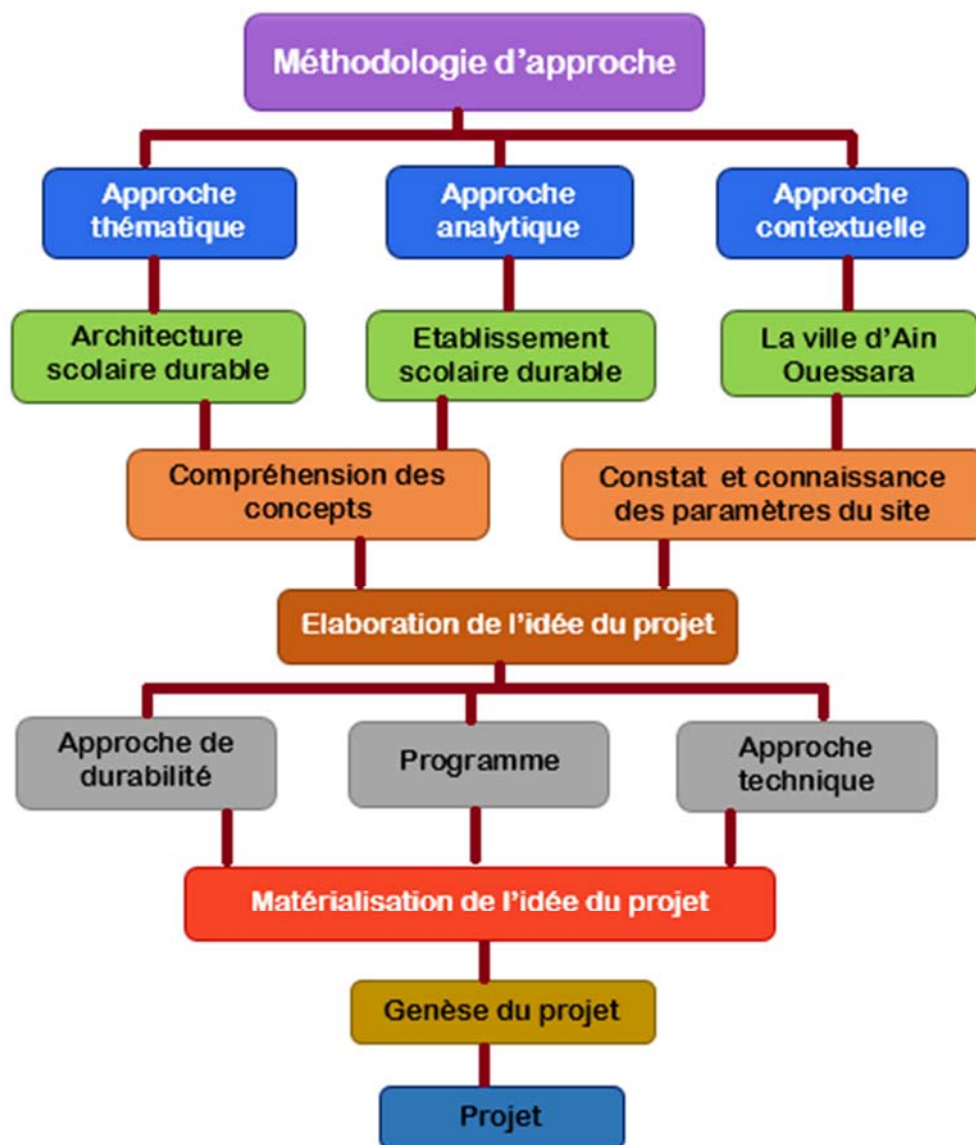 Méthodologie d'approche
Approche
thématique
Approche
analytique
Approche
contextuelle
Architecture
scolaire durable
Etablissement
scolaire durable
La ville d'Ain
Ouessara
Compréhension des
concepts
Constat et connaissance
des paramètres du site
Elaboration de l'idée du projet
Approche de
durabilité
Programme
Approche
technique
Matérialisation de l'idée du projet
Genèse du projet
Projet